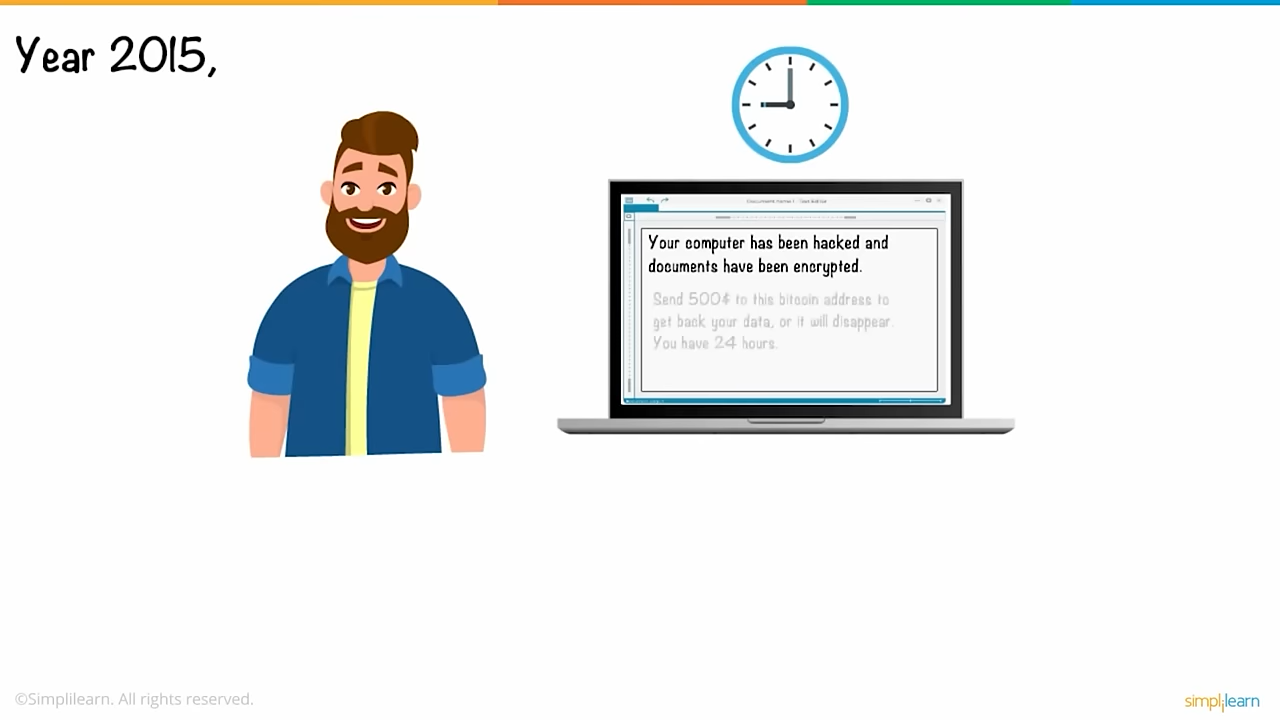 Year 2015,
Your computer has been hacked and
documents have been encrypted.
Send 500$ to this bitcoin address to
get back your data, or it will disappear.
You have 24 hours.
©Simplilearn. All rights reserved.
simplilearn